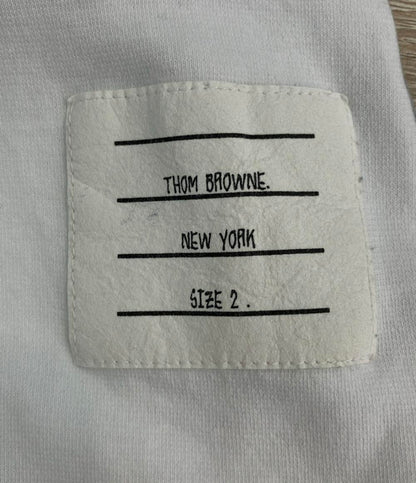 THOM BROWNE.
NEW YORK
SIZE 2 .